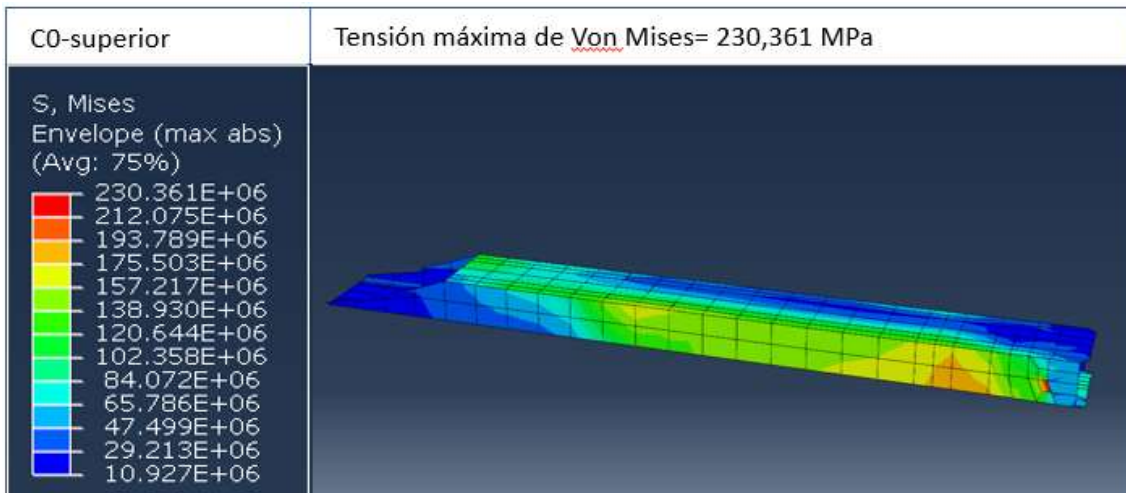 C0-superior
Tensión máxima de Von Mises= 230,361 MPa
S, Mises
Envelope (max abs)
(Avg: 75%)
230.361E+06
212.075E+06
193.789E+06
175.503E+06
157.217E+06
138.930E+06
120.644E+06
102.358E+06
84.072E+06
65.786E+06
47.499E+06
29.213E+06
10.927E+06